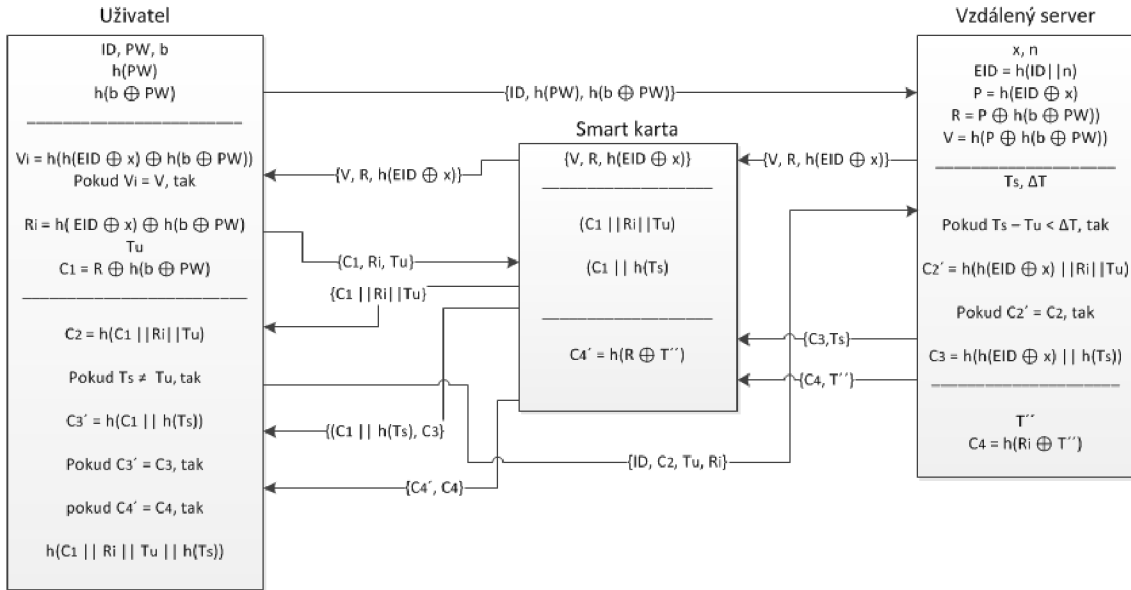 Uživatel
ID, PW, b
h(PW)
h(b ⊕ PW)
Vi = h(h(EID ⊕ x) ⊕ h(b ⊕ PW))
Pokud Vi = V, tak
Ri = h( EID ⊕ x) ⊕ h(b ⊕ PW)
Tu
C1 = R ⊕ h(b ⊕ PW)
C2 = h(C1 ||Ri||Tu)
Pokud Ts ≠ Tu, tak
C3´ = h(C1 || h(Ts))
Pokud C3´ = C3, tak
pokud C4´ = C4, tak
h(C1 || Ri || Tu || h(Ts))
{ID, h(PW), h(b ⊕ PW)}
{V, R, h(EID ⊕ x)}
{C1, Ri, Tu}
{C1 ||Ri||Tu}
{(C1 || h(Ts), C3}
{C4´, C4}
{ID, C2, Tu, Ri}
Smart karta
{V, R, h(EID ⊕ x)}
(C1 ||Ri||Tu)
(C1 || h(Ts)
C4´ = h(R ⊕ T´´)
{V, R, h(EID ⊕ x)}
{C3,Ts}
{C4, T´´}
Vzdálený server
x, n
EID = h(ID||n)
P = h(EID ⊕ x)
R = P ⊕ h(b ⊕ PW))
V = h(P ⊕ h(b ⊕ PW))
Ts, ΔT
Pokud Ts – Tu < ΔT, tak
C2´ = h(h(EID ⊕ x) ||Ri||Tu)
Pokud C2´ = C2, tak
C3 = h(h(EID ⊕ x) || h(Ts))
T´´
C4 = h(Ri ⊕ T´´)